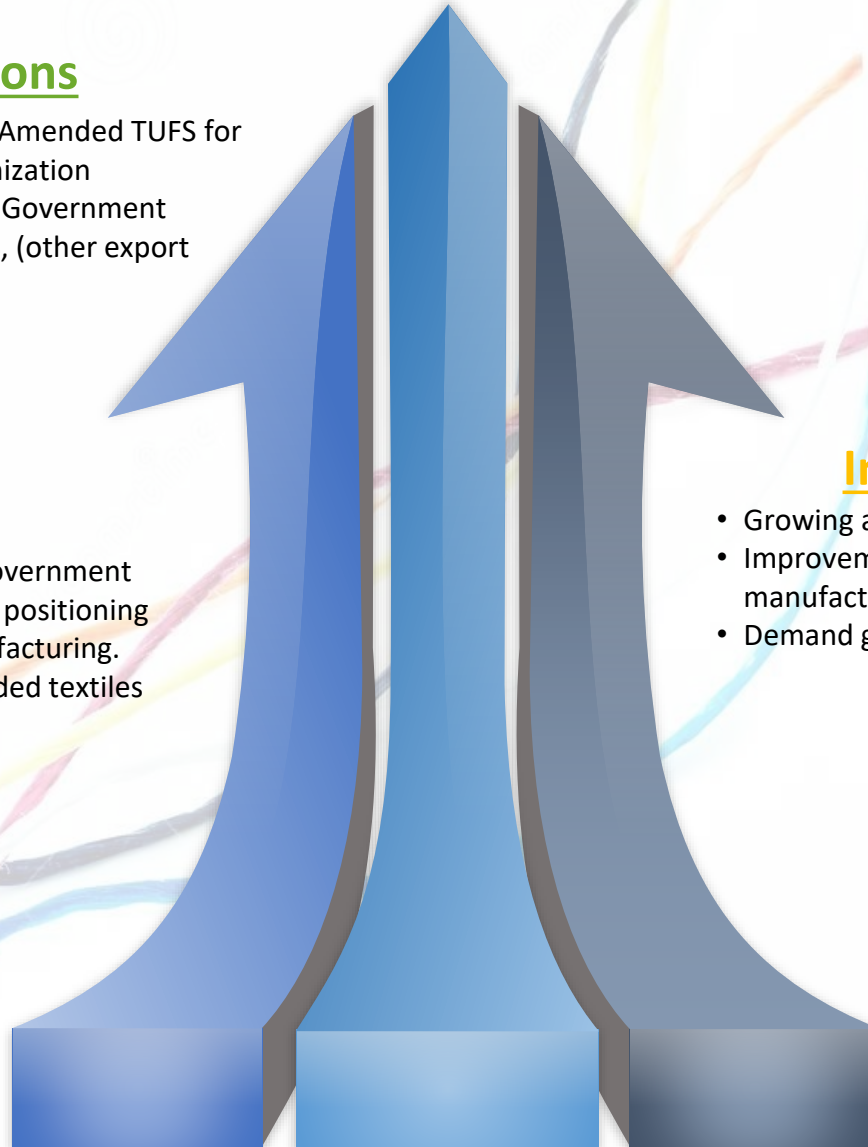 ons
Amended TUFS for
nization
Government
, (other export
overnment
positioning
facturing.
ded textiles
In
• Growing a
• Improvem
manufact
• Demand g